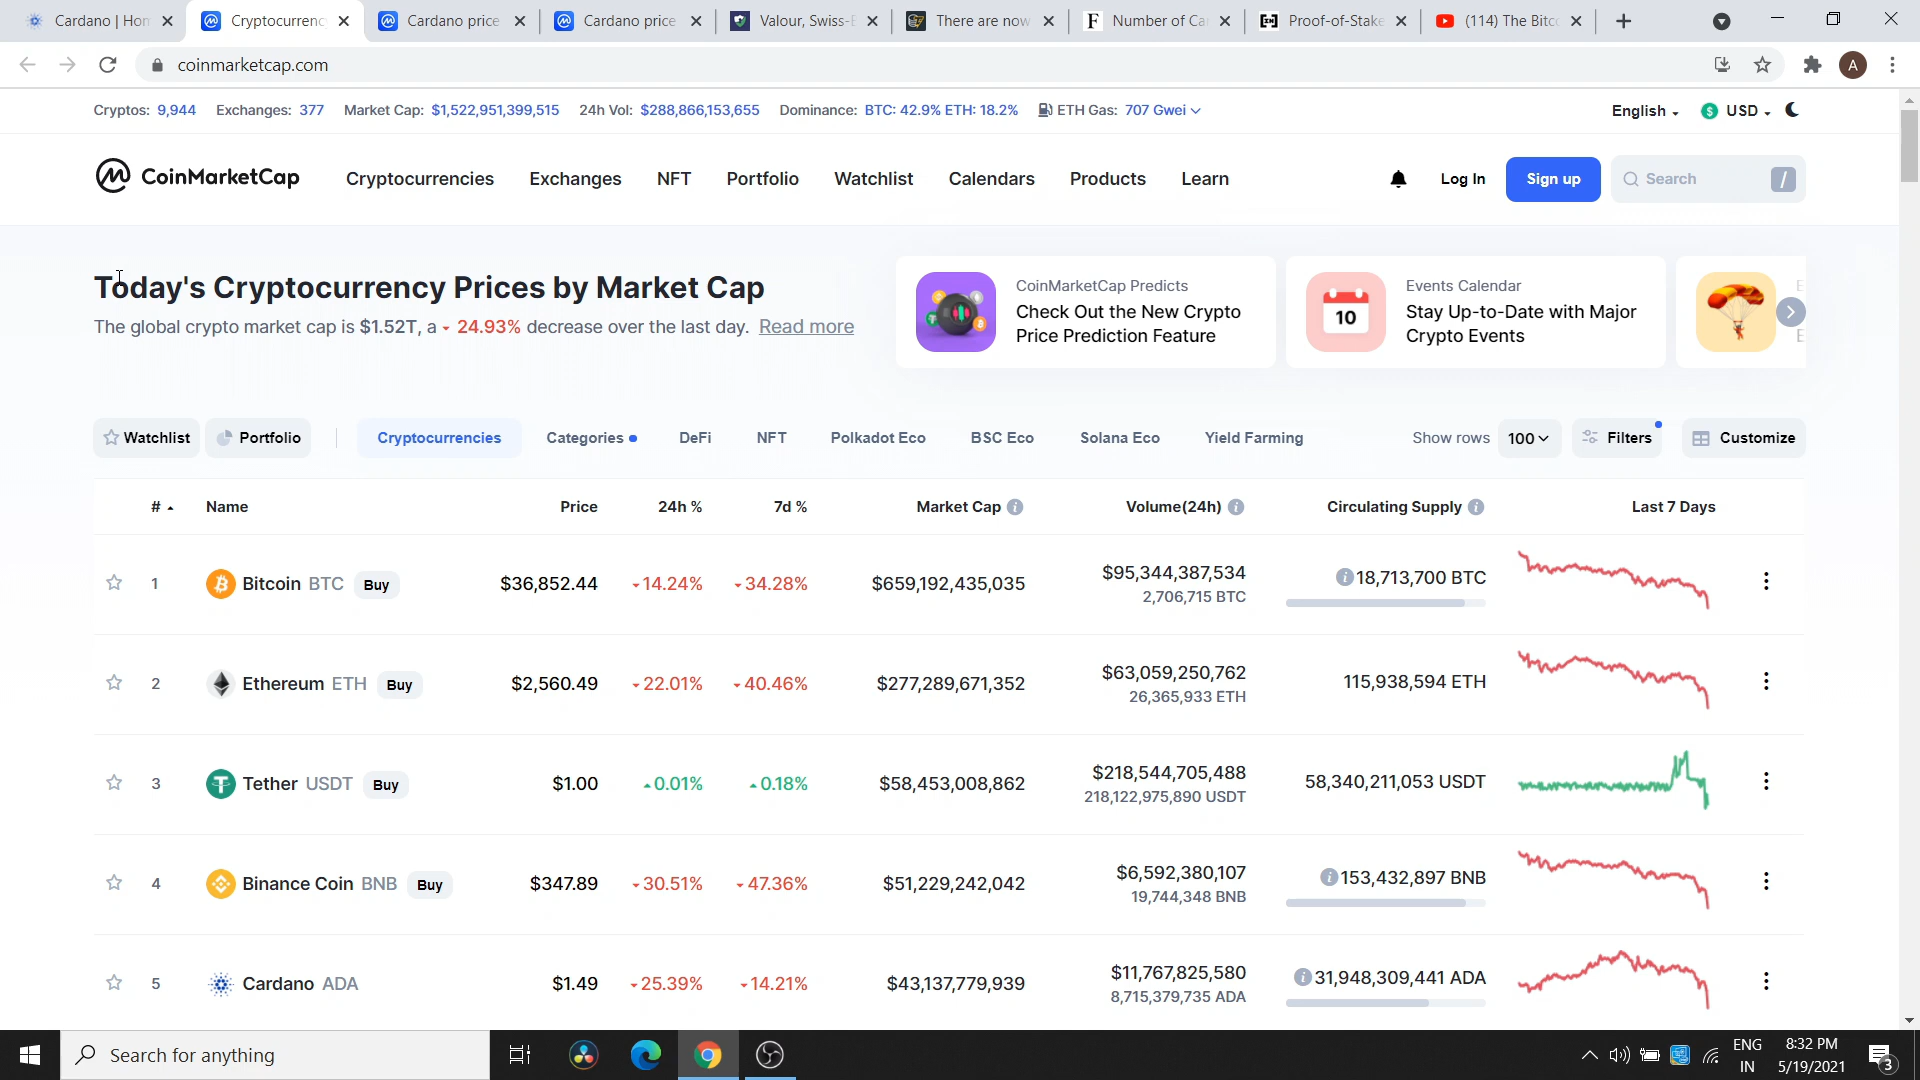 Cardano | Hon
Cryptocurrenc
Cardano price
Cardano price
Valour, Swiss-B
There are now
Number of Ca
Proof-of-Stake
(114) The Bitc
coinmarketcap.com
A
Cryptos: 9,944 Exchanges: 377 Market Cap: $1,522,951,399,515 24h Vol: $288,866,153,655 Dominance: BTC: 42.9% ETH: 18.2% ETH Gas: 707 Gwei
English USD
CoinMarketCap
Cryptocurrencies Exchanges NFT Portfolio Watchlist Calendars Products Learn
Log In Sign up Search /
Today's Cryptocurrency Prices by Market Cap
The global crypto market cap is $1.52T, a 24.93% decrease over the last day. Read more
CoinMarketCap Predicts
Check Out the New Crypto
Price Prediction Feature
10
Events Calendar
Stay Up-to-Date with Major
Crypto Events
E
E
Watchlist Portfolio Cryptocurrencies Categories DeFi NFT Polkadot Eco BSC Eco Solana Eco Yield Farming Show rows 100 Filters Customize
# Name Price 24h % 7d % Market Cap Volume(24h) Circulating Supply Last 7 Days
1 Bitcoin BTC Buy $36,852.44 14.24% 34.28% $659,192,435,035 $95,344,387,534 18,713,700 BTC
2,706,715 BTC
2 Ethereum ETH Buy $2,560.49 22.01% 40.46% $277,289,671,352 $63,059,250,762 115,938,594 ETH
26,365,933 ETH
3 Tether USDT Buy $1.00 0.01% 0.18% $58,453,008,862 $218,544,705,488 58,340,211,053 USDT
218,122,975,890 USDT
4 Binance Coin BNB Buy $347.89 30.51% 47.36% $51,229,242,042 $6,592,380,107 153,432,897 BNB
19,744,348 BNB
5 Cardano ADA $1.49 25.39% 14.21% $43,137,779,939 $11,767,825,580 31,948,309,441 ADA
8,715,379,735 ADA
Search for anything
ENG
IN
8:32 PM
5/19/2021
3